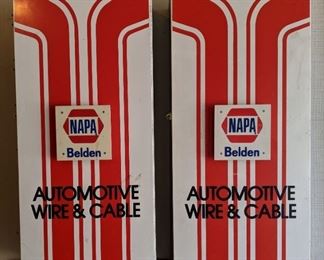 NAPA
Belden
AUTOMOTIVE
WIRE & CABLE
NAPA
Belden
AUTOMOTIVE
WIRE & CABLE